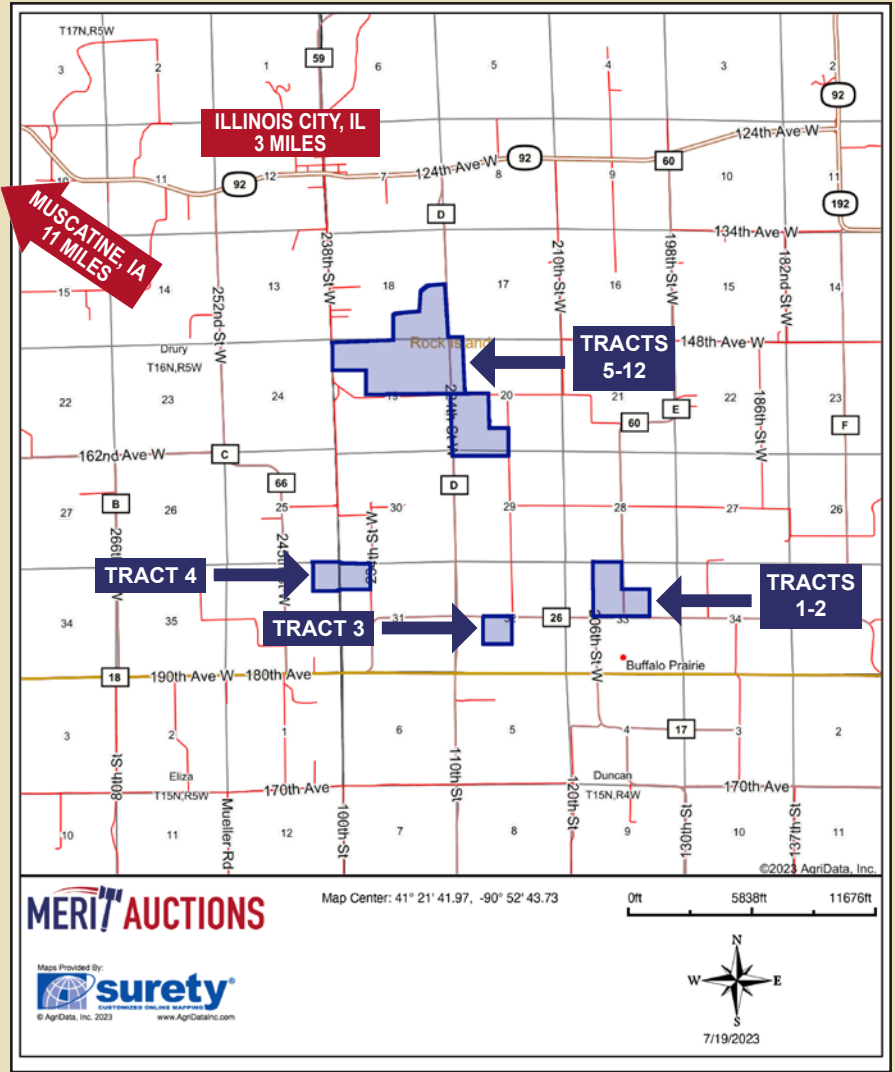 T17N,R5W
3
2
1
59
6
5
4
3
2
92
ILLINOIS CITY, IL
3 MILES
124th Ave W
92
60
124th Ave W
10
11
92
12
7
8
9
11
192
MUSCATINE, IA
11 MILES
D
134th Ave W
238th St W
210th St W
198th St W
182nd St W
15
14
252nd St W
13
18
17
16
15
14
Drury
T16N,R5W
Rock Island
TRACTS
5-12
148th Ave W
22
23
24
19
224th St W
20
21
60
E
22
186th St W
23
F
162nd Ave W
C
66
D
27
B
26
25
30
29
28
27
26
266th
245th
St W
TRACT 4
TRACTS
1-2
34
35
TRACT 3
31
32
26
206th St W
33
34
Buffalo Prairie
18
190th Ave W
180th Ave
3
2
1
6
5
4
17
3
2
80th St
Eliza
T15N,R5W
Mueller Rd
170th Ave
100th St
110th St
120th St
Duncan
T15N,R4W
130th St
170th Ave
137th St
10
11
12
7
8
9
10
11
©2023 AgriData, Inc.
MERIT AUCTIONS
Map Center: 41° 21' 41.97, -90° 52' 43.73
0ft 5838ft 11676ft
Maps Provided By:
surety®
CUSTOMIZED ONLINE MAPPING
© AgriData, Inc. 2023 www.AgriDataInc.com
N
W E
S
7/19/2023